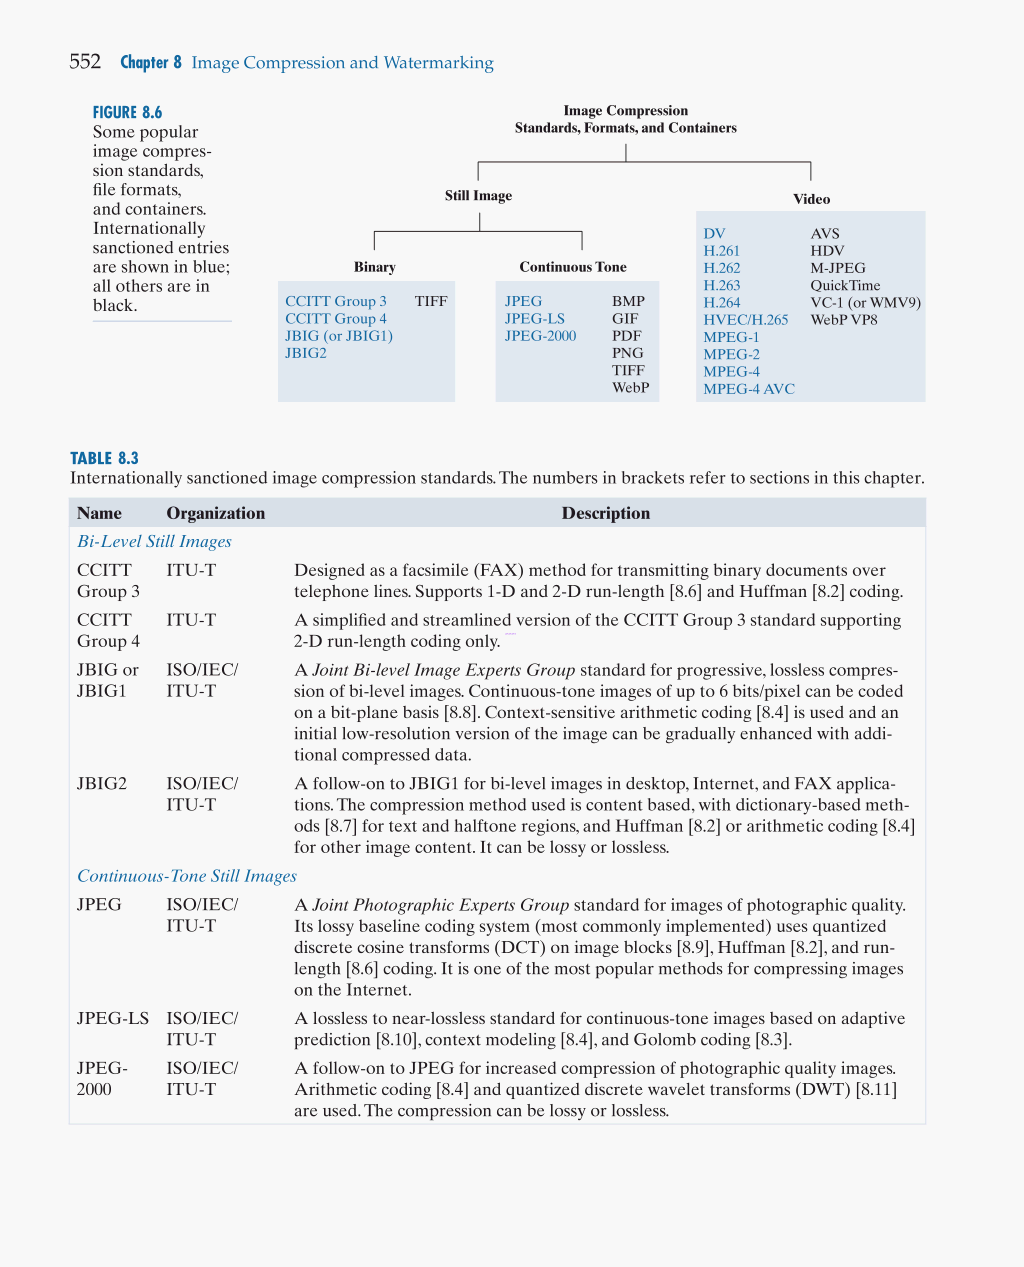 552 Chapter 8 Image Compression and Watermarking
FIGURE 8.6
Some popular
image compres-
sion standards,
file formats,
and containers.
Internationally
sanctioned entries
are shown in blue;
all others are in
black.
Image Compression
Standards, Formats, and Containers
Still Image
Video
Binary
Continuous Tone
CCITT Group 3 TIFF
CCITT Group 4
JBIG (or JBIG1)
JBIG2
JPEG BMP
JPEG-LS GIF
JPEG-2000 PDF
PNG
TIFF
WebP
DV AVS
H.261 HDV
H.262 M-JPEG
H.263 QuickTime
H.264 VC-1 (or WMV9)
HVEC/H.265 WebP VP8
MPEG-1
MPEG-2
MPEG-4
MPEG-4 AVC
TABLE 8.3
Internationally sanctioned image compression standards. The numbers in brackets refer to sections in this chapter.
Name Organization Description
Bi-Level Still Images
CCITT ITU-T Designed as a facsimile (FAX) method for transmitting binary documents over
Group 3 telephone lines. Supports 1-D and 2-D run-length [8.6] and Huffman [8.2] coding.
CCITT ITU-T A simplified and streamlined version of the CCITT Group 3 standard supporting
Group 4 2-D run-length coding only.
JBIG or ISO/IEC/ A Joint Bi-level Image Experts Group standard for progressive, lossless compres-
JBIG1 ITU-T sion of bi-level images. Continuous-tone images of up to 6 bits/pixel can be coded
on a bit-plane basis [8.8]. Context-sensitive arithmetic coding [8.4] is used and an
initial low-resolution version of the image can be gradually enhanced with addi-
tional compressed data.
JBIG2 ISO/IEC/ A follow-on to JBIG1 for bi-level images in desktop, Internet, and FAX applica-
ITU-T tions. The compression method used is content based, with dictionary-based meth-
ods [8.7] for text and halftone regions, and Huffman [8.2] or arithmetic coding [8.4]
for other image content. It can be lossy or lossless.
Continuous-Tone Still Images
JPEG ISO/IEC/ A Joint Photographic Experts Group standard for images of photographic quality.
ITU-T Its lossy baseline coding system (most commonly implemented) uses quantized
discrete cosine transforms (DCT) on image blocks [8.9], Huffman [8.2], and run-
length [8.6] coding. It is one of the most popular methods for compressing images
on the Internet.
JPEG-LS ISO/IEC/ A lossless to near-lossless standard for continuous-tone images based on adaptive
ITU-T prediction [8.10], context modeling [8.4], and Golomb coding [8.3].
JPEG- ISO/IEC/ A follow-on to JPEG for increased compression of photographic quality images.
2000 ITU-T Arithmetic coding [8.4] and quantized discrete wavelet transforms (DWT) [8.11]
are used. The compression can be lossy or lossless.